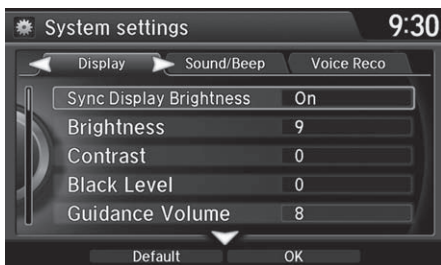 System settings 9:30
Display Sound/Beep Voice Reco
Sync Display Brightness On
Brightness 9
Contrast 0
Black Level 0
Guidance Volume 8
Default OK